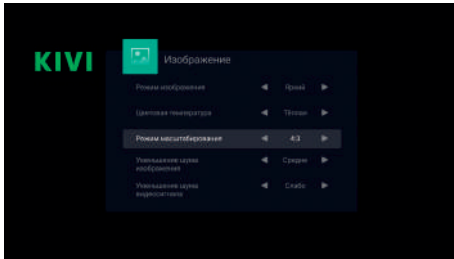 KIVI
Изображение
Режим изображения
Яркий
Цветовая температура
Тёплая
Режим масштабирования
4:3
Уменьшение шума
изображения
Средне
Уменьшение шума
видеосигнала
Слабо